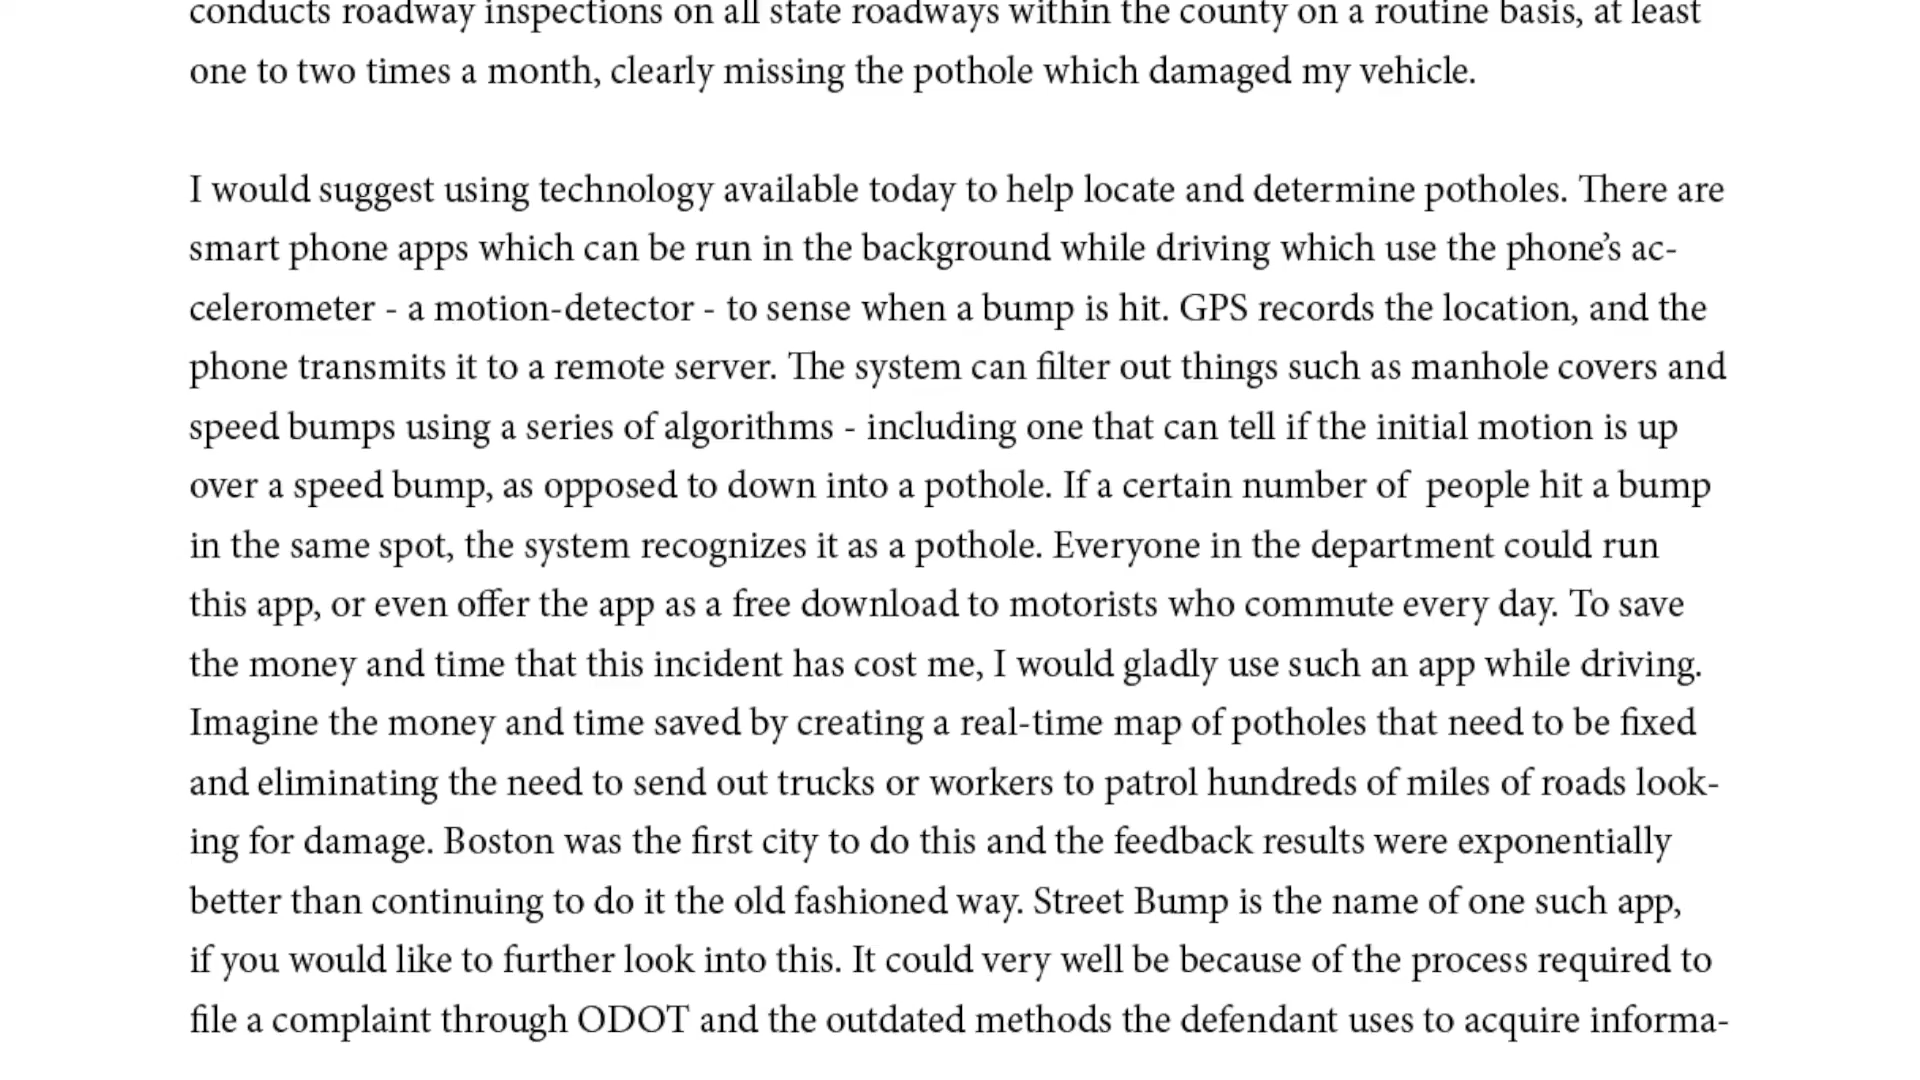 conducts roadway inspections on all state roadways within the county on a routine basis, at least
one to two times a month, clearly missing the pothole which damaged my vehicle.
I would suggest using technology available today to help locate and determine potholes. There are
smart phone apps which can be run in the background while driving which use the phone’s ac-
celerometer - a motion-detector - to sense when a bump is hit. GPS records the location, and the
phone transmits it to a remote server. The system can filter out things such as manhole covers and
speed bumps using a series of algorithms - including one that can tell if the initial motion is up
over a speed bump, as opposed to down into a pothole. If a certain number of  people hit a bump
in the same spot, the system recognizes it as a pothole. Everyone in the department could run
this app, or even offer the app as a free download to motorists who commute every day. To save
the money and time that this incident has cost me, I would gladly use such an app while driving.
Imagine the money and time saved by creating a real-time map of potholes that need to be fixed
and eliminating the need to send out trucks or workers to patrol hundreds of miles of roads look-
ing for damage. Boston was the first city to do this and the feedback results were exponentially
better than continuing to do it the old fashioned way. Street Bump is the name of one such app,
if you would like to further look into this. It could very well be because of the process required to
file a complaint through ODOT and the outdated methods the defendant uses to acquire informa-